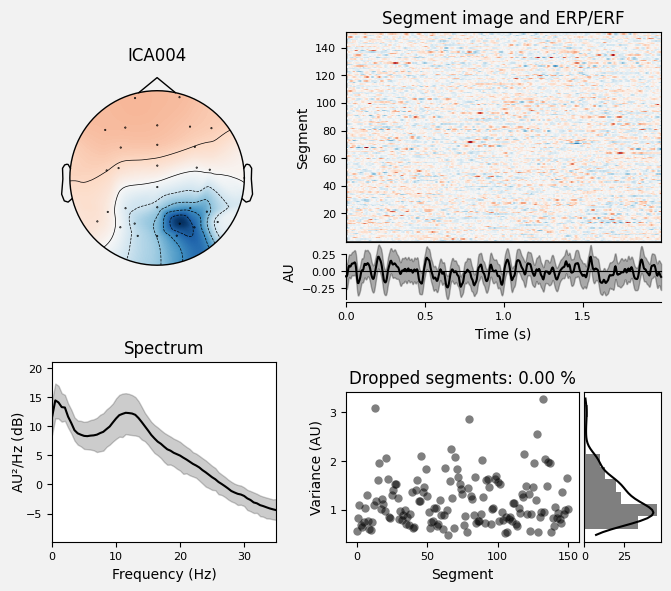 ICA004
Segment image and ERP/ERF
Segment
140
120
100
80
60
40
20
AU
0.25
0.00
−0.25
0.0 0.5 1.0 1.5
Time (s)
Spectrum
AU²/Hz (dB)
20
15
10
5
0
−5
0 10 20 30
Frequency (Hz)
Dropped segments: 0.00 %
Variance (AU)
3
2
1
0 50 100 150
Segment
0 25